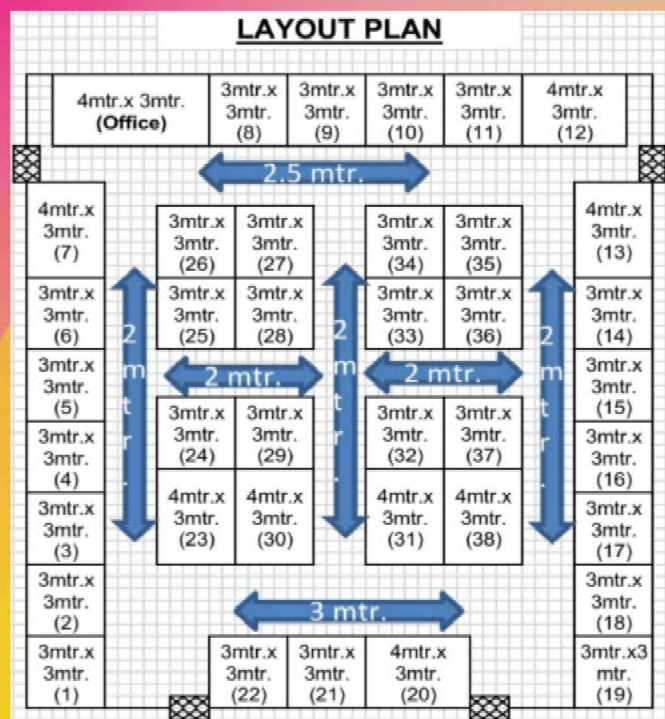 LAYOUT PLAN
4mtr.x 3mtr.
(Office)
3mtr.x
3mtr.
(8)
3mtr.x
3mtr.
(9)
3mtr.x
3mtr.
(10)
3mtr.x
3mtr.
(11)
4mtr.x
3mtr.
(12)
2.5 mtr.
4mtr.x
3mtr.
(7)
3mtr.x
3mtr.
(6)
3mtr.x
3mtr.
(5)
3mtr.x
3mtr.
(4)
3mtr.x
3mtr.
(3)
3mtr.x
3mtr.
(2)
3mtr.x
3mtr.
(1)
2 mtr.
3mtr.x
3mtr.
(26)
3mtr.x
3mtr.
(27)
3mtr.x
3mtr.
(25)
3mtr.x
3mtr.
(28)
2 mtr.
3mtr.x
3mtr.
(24)
3mtr.x
3mtr.
(29)
4mtr.x
3mtr.
(23)
4mtr.x
3mtr.
(30)
2 mtr.
3mtr.x
3mtr.
(34)
3mtr.x
3mtr.
(35)
3mtr.x
3mtr.
(33)
3mtr.x
3mtr.
(36)
2 mtr.
3mtr.x
3mtr.
(32)
3mtr.x
3mtr.
(37)
4mtr.x
3mtr.
(31)
4mtr.x
3mtr.
(38)
2 mtr.
4mtr.x
3mtr.
(13)
3mtr.x
3mtr.
(14)
3mtr.x
3mtr.
(15)
3mtr.x
3mtr.
(16)
3mtr.x
3mtr.
(17)
3mtr.x
3mtr.
(18)
3mtr.x3
mtr.
(19)
3 mtr.
3mtr.x
3mtr.
(22)
3mtr.x
3mtr.
(21)
4mtr.x
3mtr.
(20)